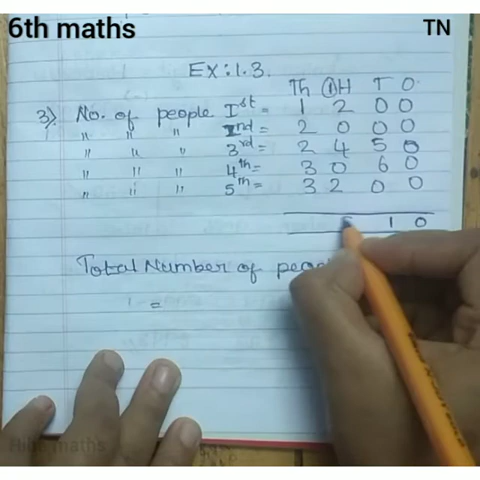 6th maths
TN
Ex:1.3.
Th ①H T O
3). No. of people Ist = 1 2 0 0
" " " IInd = 2 0 0 0
" " " 3rd = 2 4 5 0
" " " 4th = 3 0 6 0
" " " 5th = 3 2 0 0
1 0
Total Number of
=
maths